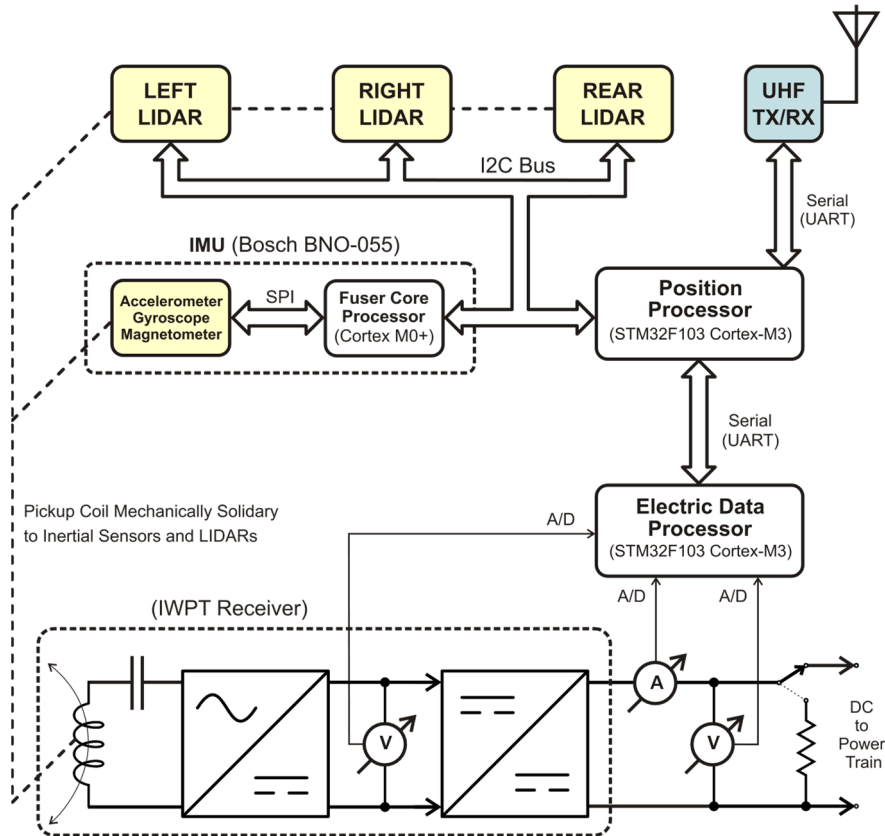 LEFT
LIDAR
RIGHT
LIDAR
REAR
LIDAR
UHF
TX/RX
I2C Bus
Serial
(UART)
IMU (Bosch BNO-055)
Accelerometer
Gyroscope
Magnetometer
SPI
Fuser Core
Processor
(Cortex M0+)
Position
Processor
(STM32F103 Cortex-M3)
Serial
(UART)
Pickup Coil Mechanically Solidary
to Inertial Sensors and LIDARs
A/D
Electric Data
Processor
(STM32F103 Cortex-M3)
A/D
A/D
(IWPT Receiver)
V
A
V
DC
to
Power
Train